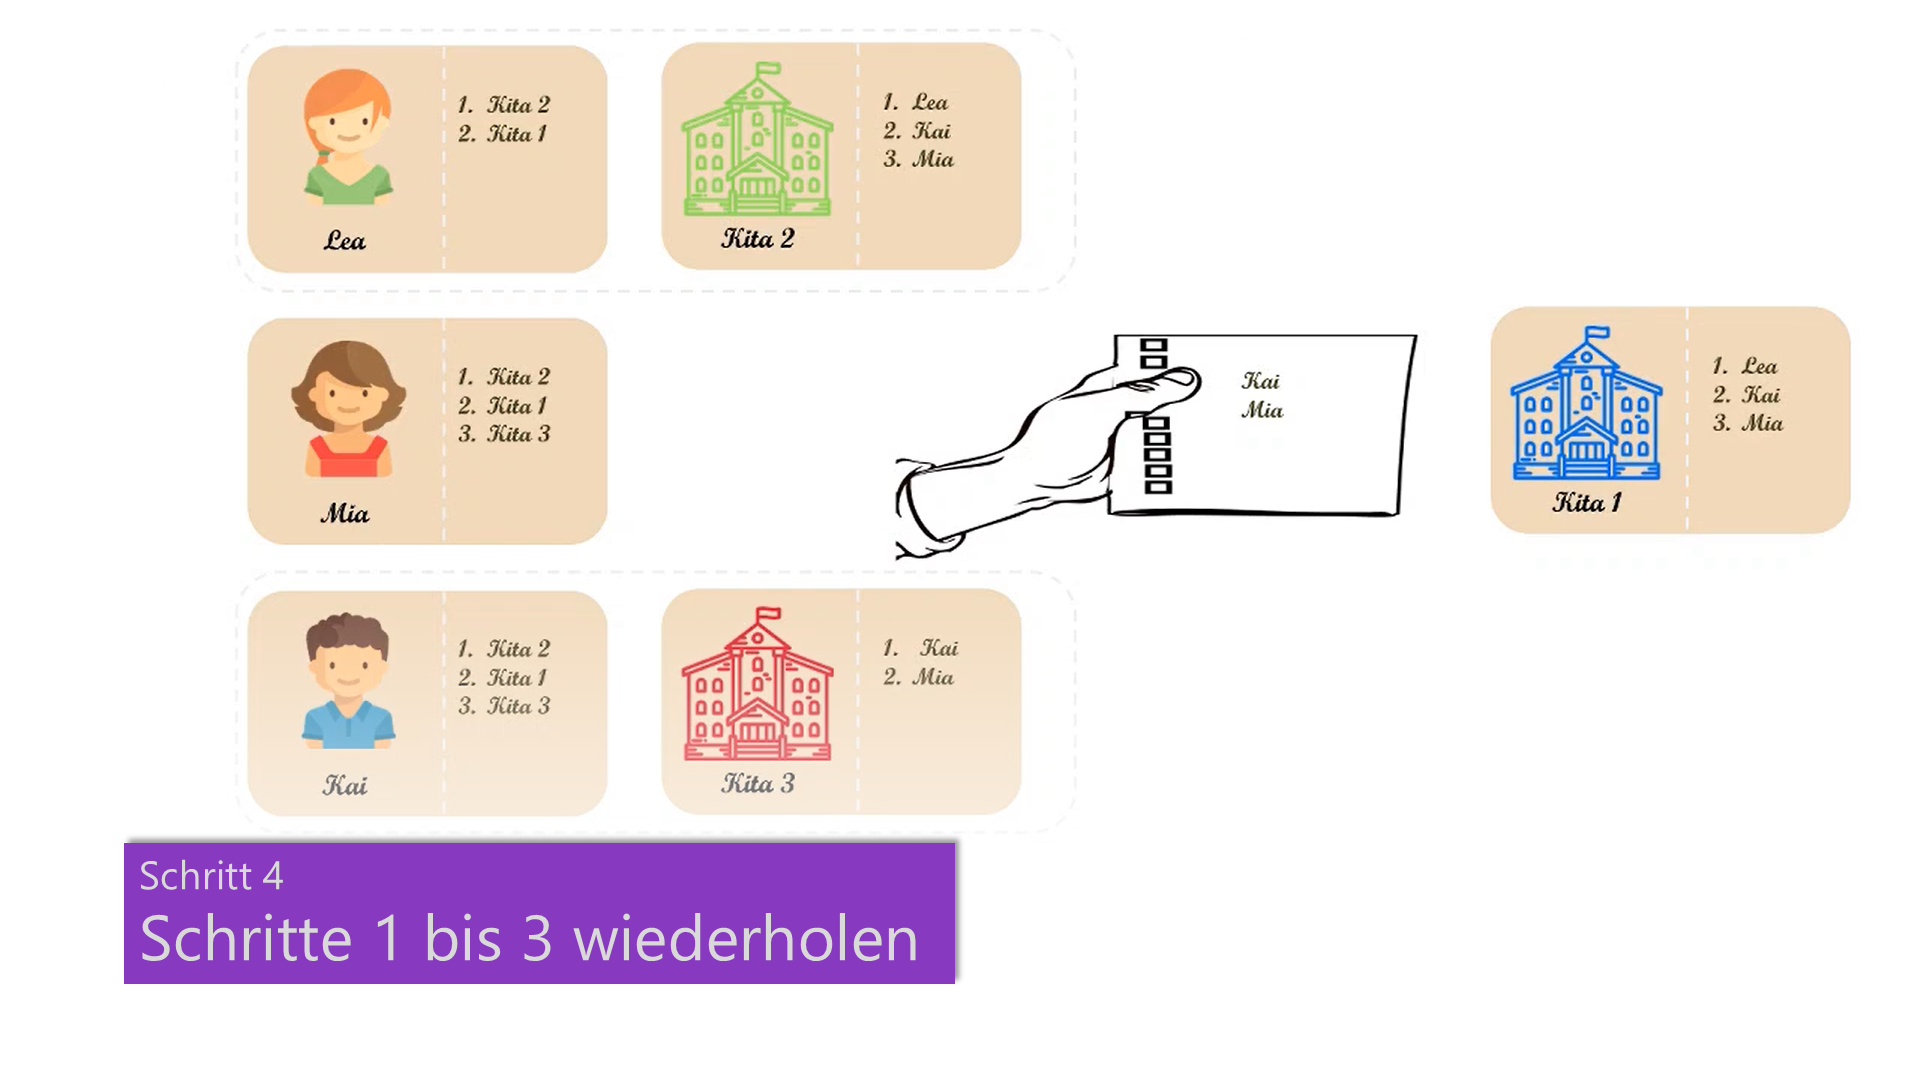 1. Kita 2
2. Kita 1
Lea
1. Lea
2. Kai
3. Mia
Kita 2
1. Kita 2
2. Kita 1
3. Kita 3
Mia
Kai
Mia
1. Lea
2. Kai
3. Mia
Kita 1
1. Kita 2
2. Kita 1
3. Kita 3
Kai
1. Kai
2. Mia
Kita 3
Schritt 4
Schritte 1 bis 3 wiederholen